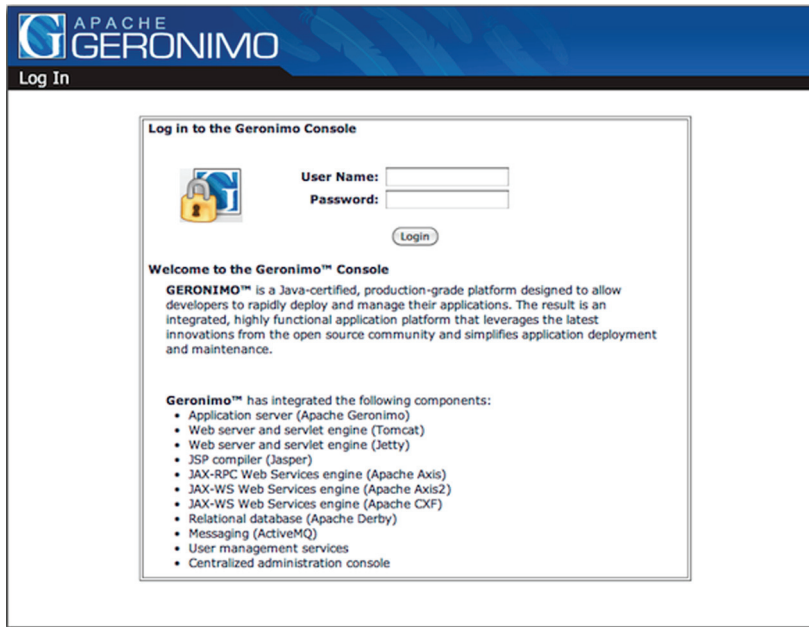 APACHE
GERONIMO
Log In
Log in to the Geronimo Console
User Name:
Password:
Login
Welcome to the Geronimo™ Console
GERONIMO™ is a Java-certified, production-grade platform designed to allow
developers to rapidly deploy and manage their applications. The result is an
integrated, highly functional application platform that leverages the latest
innovations from the open source community and simplifies application deployment
and maintenance.
Geronimo™ has integrated the following components:
• Application server (Apache Geronimo)
• Web server and servlet engine (Tomcat)
• Web server and servlet engine (Jetty)
• JSP compiler (Jasper)
• JAX-RPC Web Services engine (Apache Axis)
• JAX-WS Web Services engine (Apache Axis2)
• JAX-WS Web Services engine (Apache CXF)
• Relational database (Apache Derby)
• Messaging (ActiveMQ)
• User management services
• Centralized administration console